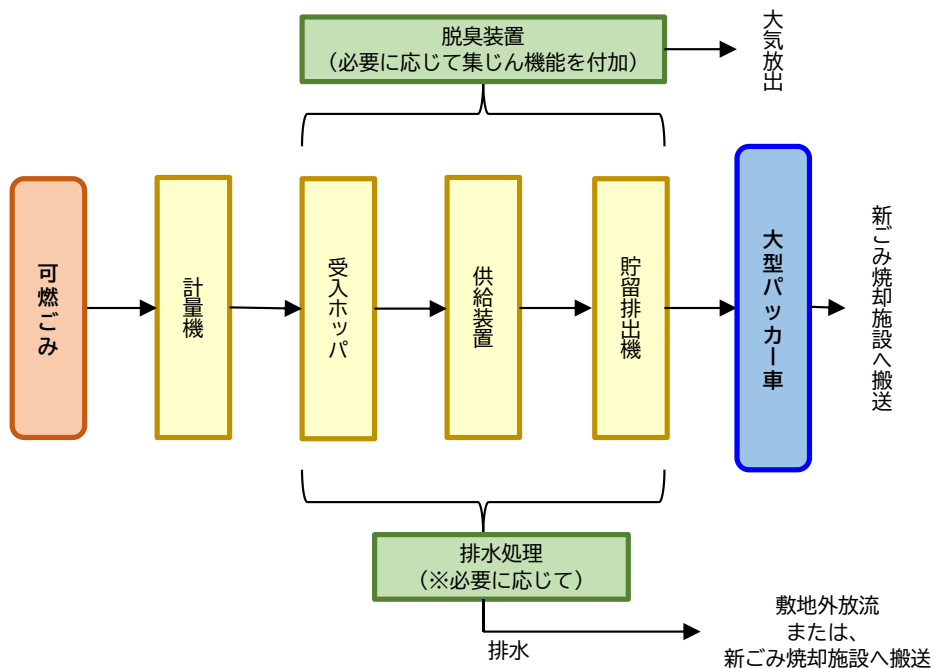 脱臭装置
（必要に応じて集じん機能を付加）
大気放出
可燃ごみ
計量機
受入ホッパ
供給装置
貯留排出機
大型パッカー車
新ごみ焼却施設へ搬送
排水処理
（※必要に応じて）
排水
敷地外放流
または、
新ごみ焼却施設へ搬送